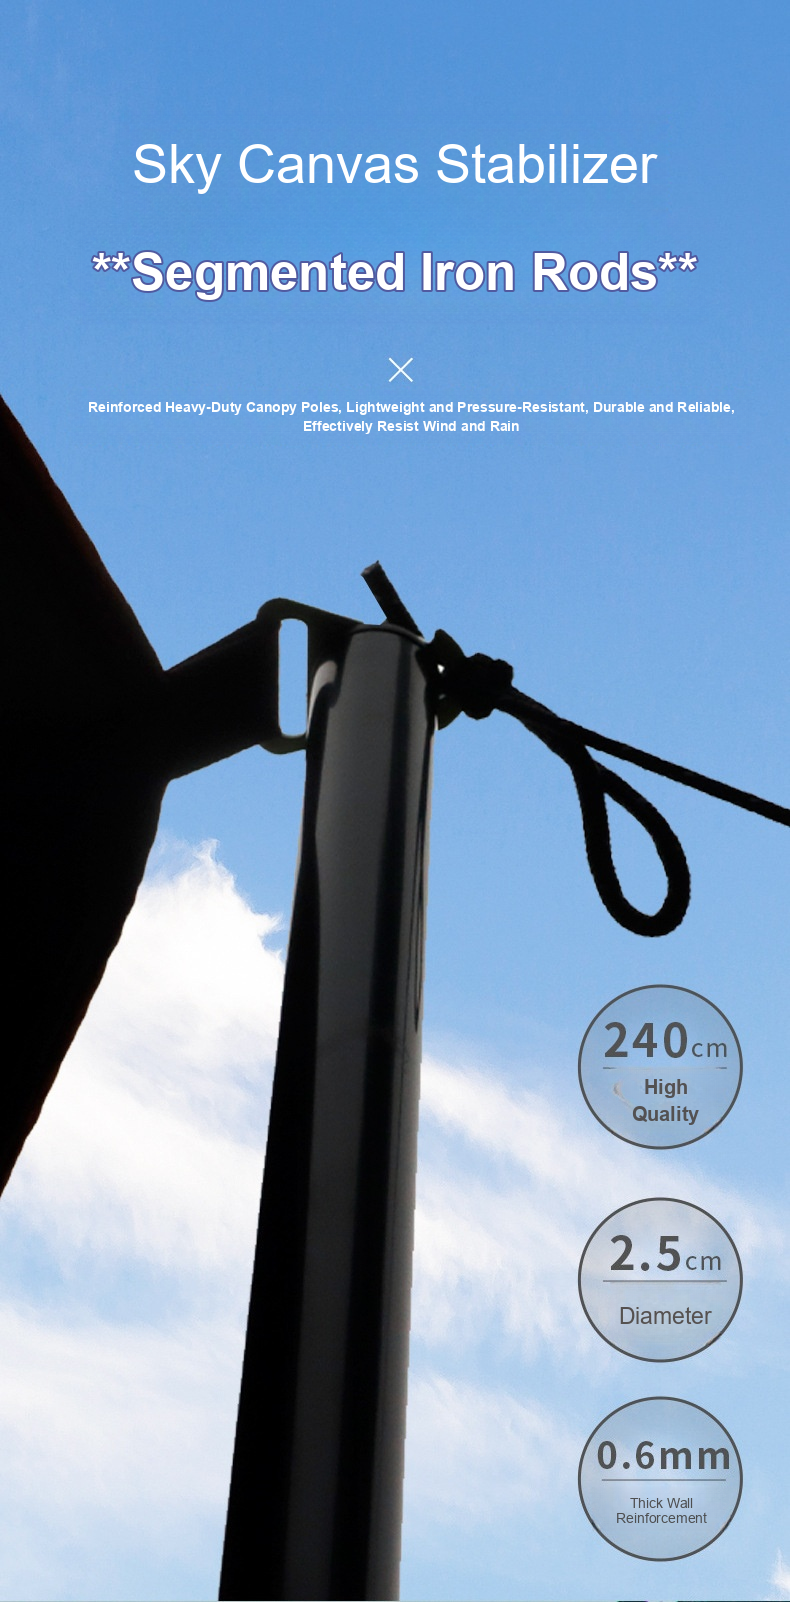 Sky Canvas Stabilizer
**Segmented Iron Rods**
Reinforced Heavy-Duty Canopy Poles, Lightweight and Pressure-Resistant, Durable and Reliable,
Effectively Resist Wind and Rain
240cm
High
Quality
2.5cm
Diameter
0.6mm
Thick Wall
Reinforcement